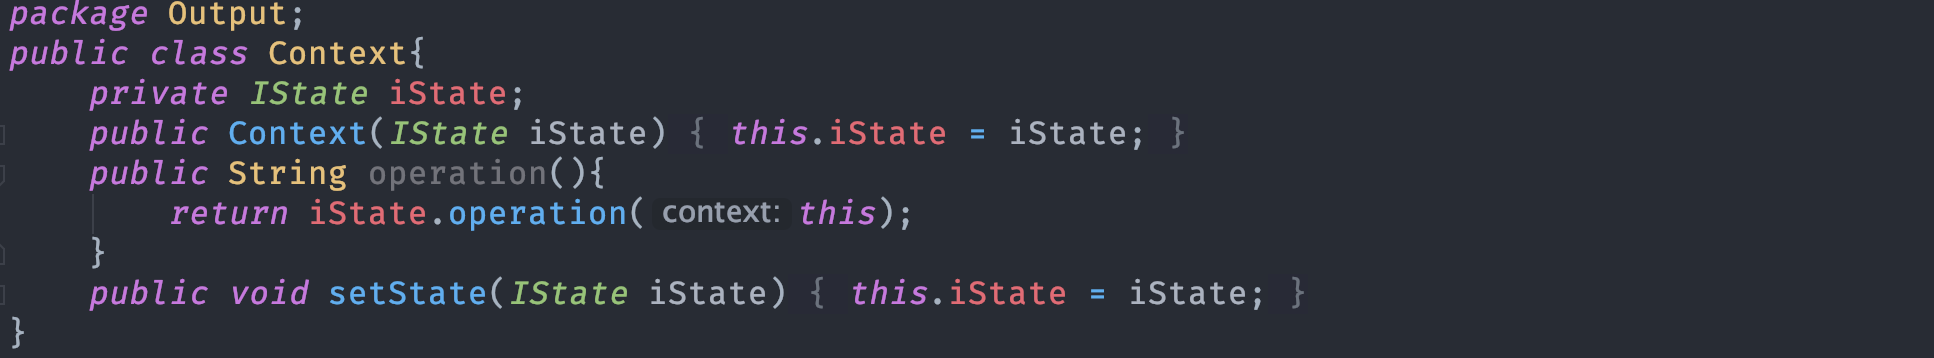 package Output;
public class Context{
    private IState iState;
    public Context(IState iState) { this.iState = iState; }
    public String operation(){
        return iState.operation( context: this);
    }
    public void setState(IState iState) { this.iState = iState; }
}